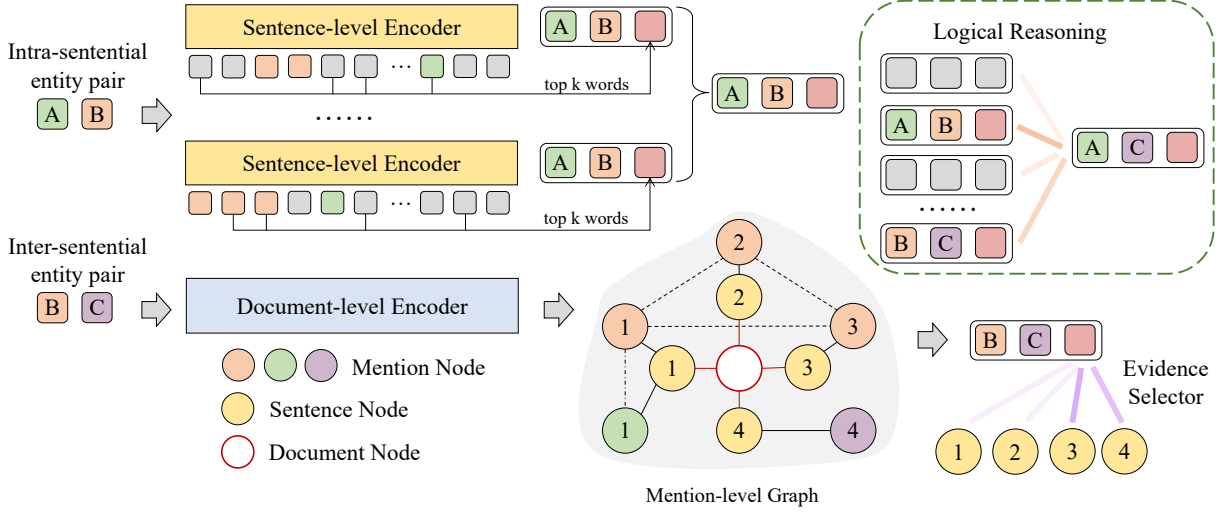 Sentence-level Encoder
A B
Intra-sentential
entity pair
A B
...
top k words
......
A B
Sentence-level Encoder
A B
...
top k words
Logical Reasoning
A B
A C
......
B C
Inter-sentential
entity pair
B C
Document-level Encoder
Mention Node
Sentence Node
Document Node
2
2
1
3
1
3
1
4
4
Mention-level Graph
B C
Evidence
Selector
1 2 3 4